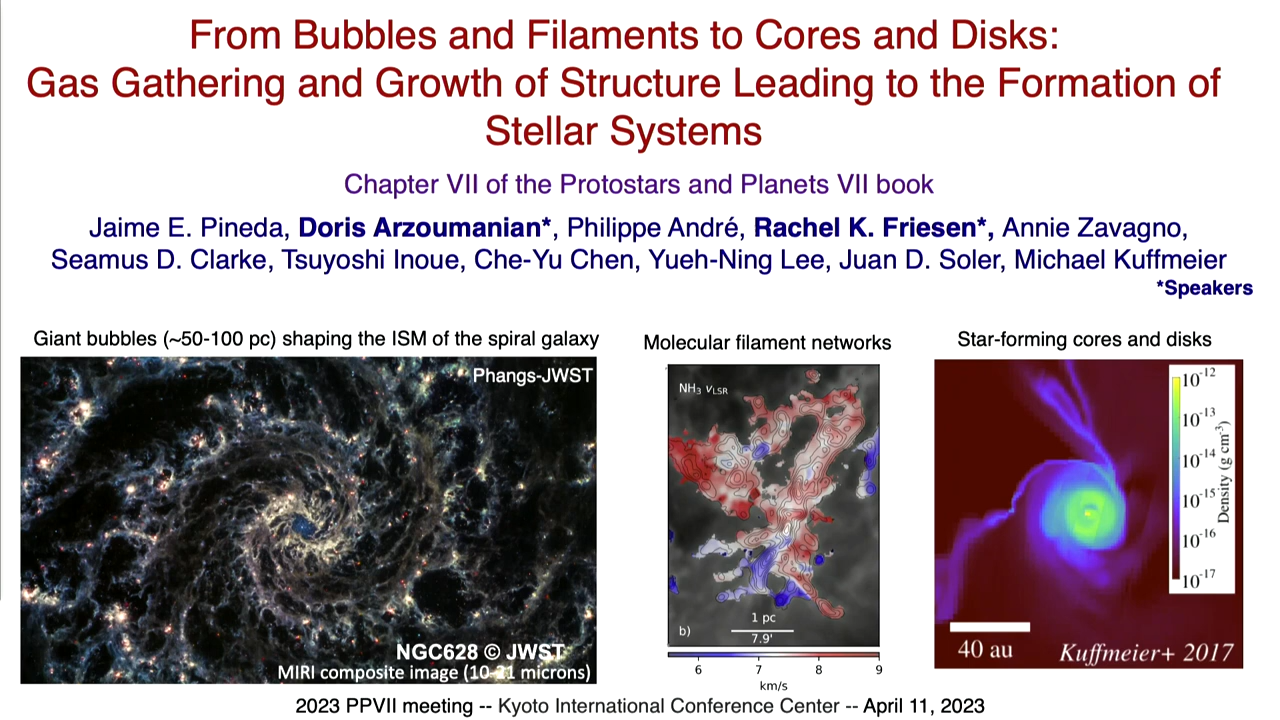 From Bubbles and Filaments to Cores and Disks:
Gas Gathering and Growth of Structure Leading to the Formation of
Stellar Systems
Chapter VII of the Protostars and Planets VII book
Jaime E. Pineda, Doris Arzoumanian*, Philippe André, Rachel K. Friesen*, Annie Zavagno,
Seamus D. Clarke, Tsuyoshi Inoue, Che-Yu Chen, Yueh-Ning Lee, Juan D. Soler, Michael Kuffmeier
*Speakers
Giant bubbles (~50-100 pc) shaping the ISM of the spiral galaxy
Phangs-JWST
NGC628 © JWST
MIRI composite image (10-21 microns)
Molecular filament networks
NH₃ v_LSR
b)
1 pc
7.9'
6 7 8 9
km/s
Star-forming cores and disks
10⁻¹²
10⁻¹³
10⁻¹⁴
10⁻¹⁵
10⁻¹⁶
10⁻¹⁷
Density (g cm⁻³)
40 au
Kuffmeier+ 2017
2023 PPVII meeting -- Kyoto International Conference Center -- April 11, 2023